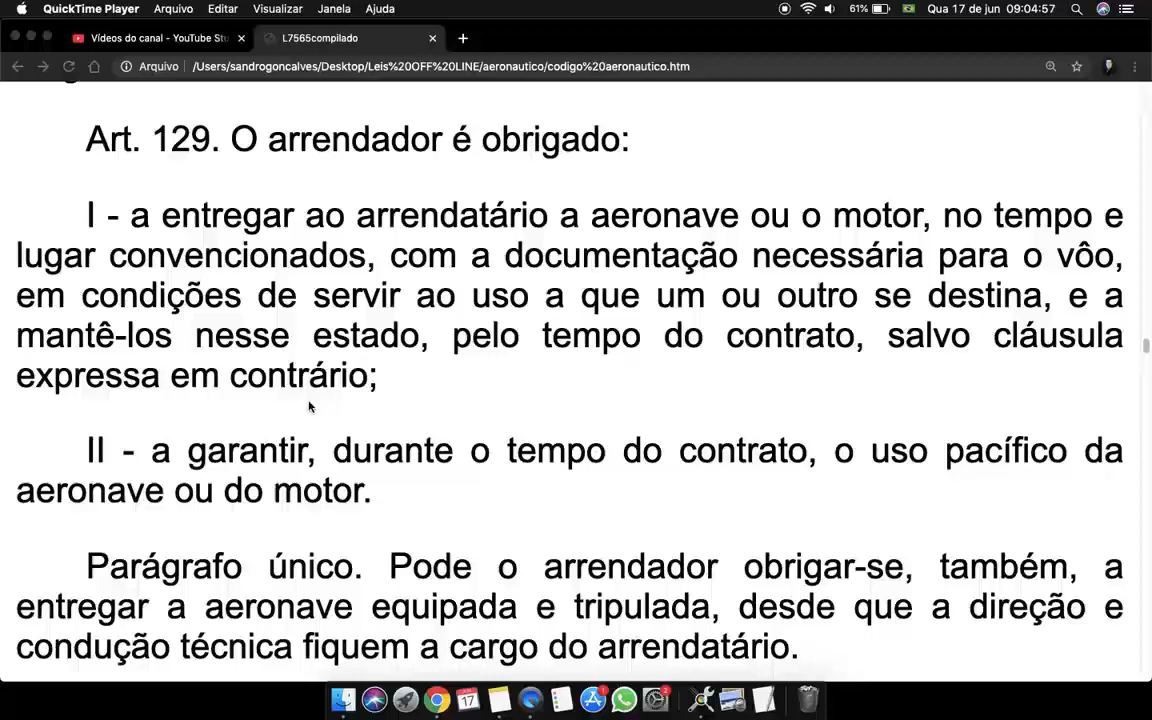 QuickTime Player Arquivo Editar Visualizar Janela Ajuda 61% Qua 17 de jun 09:04:57
Vídeos do canal - YouTube Stu L7565compilado
Arquivo /Users/sandrogoncalves/Desktop/Leis%20OFF%20LINE/aeronautico/codigo%20aeronautico.htm
Art. 129. O arrendador é obrigado:
I - a entregar ao arrendatário a aeronave ou o motor, no tempo e
lugar convencionados, com a documentação necessária para o vôo,
em condições de servir ao uso a que um ou outro se destina, e a
mantê-los nesse estado, pelo tempo do contrato, salvo cláusula
expressa em contrário;
II - a garantir, durante o tempo do contrato, o uso pacífico da
aeronave ou do motor.
Parágrafo único. Pode o arrendador obrigar-se, também, a
entregar a aeronave equipada e tripulada, desde que a direção e
condução técnica fiquem a cargo do arrendatário.
17